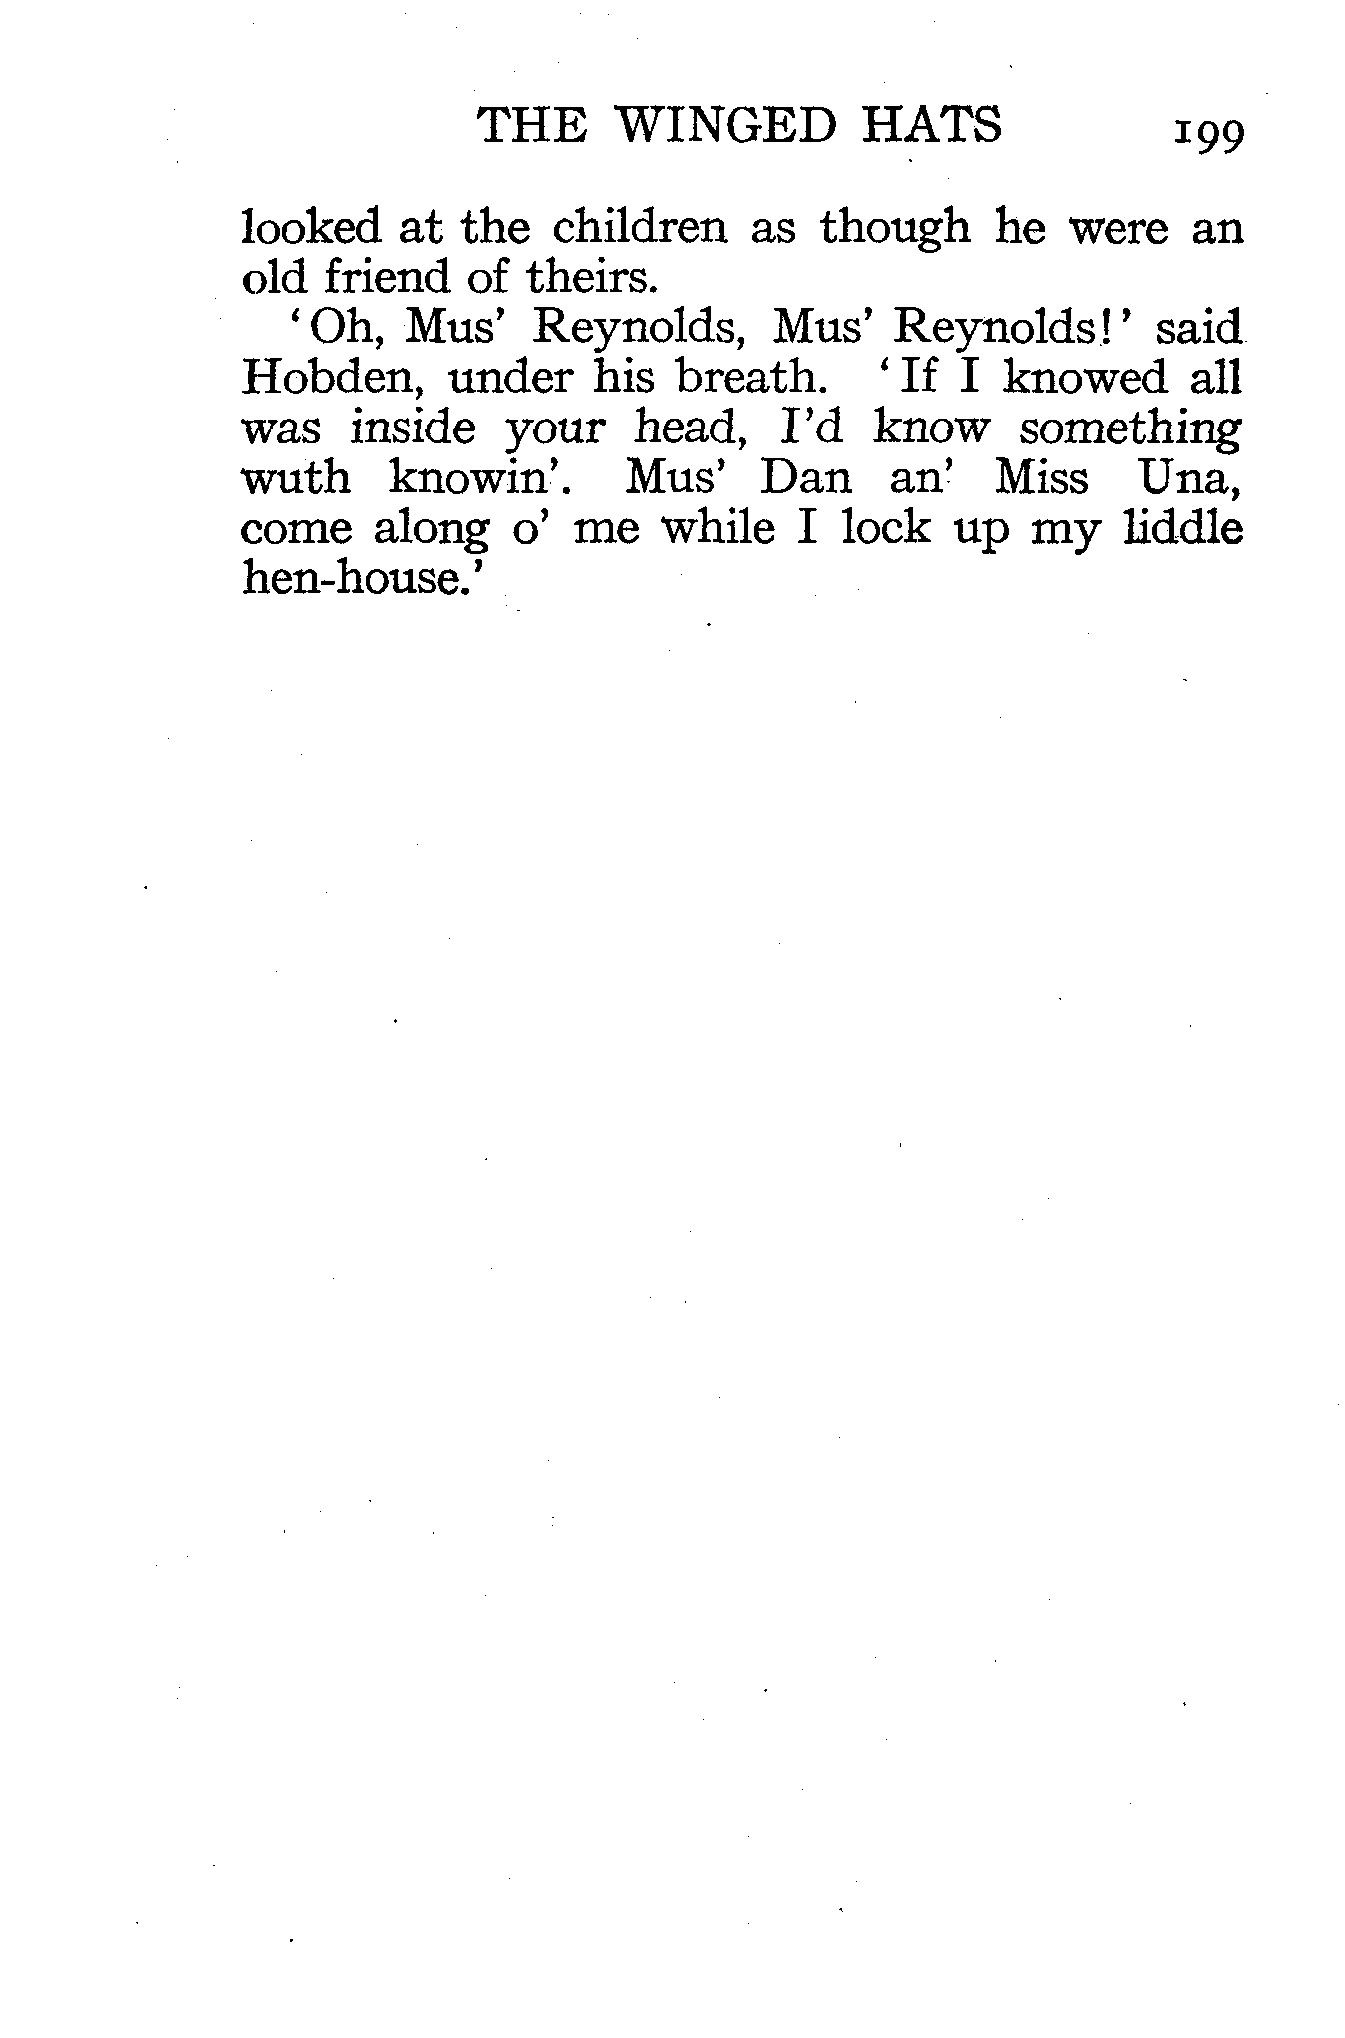 THE WINGED HATS 199
looked at the children as though he were an
old friend of theirs.
‘Oh, Mus’ Reynolds, Mus’ Reynolds!’ said
Hobden, under his breath. ‘If I knowed all
was inside your head, I’d know something
wuth knowin’. Mus’ Dan an’ Miss Una,
come along o’ me while I lock up my liddle
hen-house.’